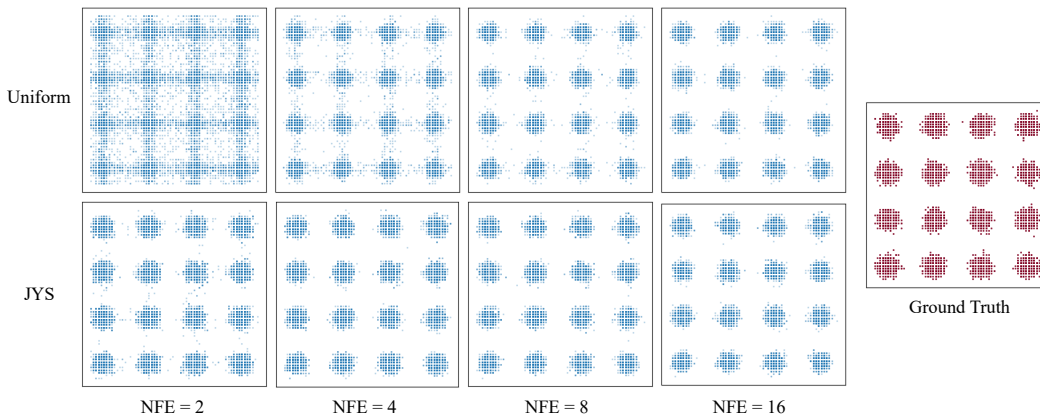 Uniform
JYS
Ground Truth
NFE = 2
NFE = 4
NFE = 8
NFE = 16